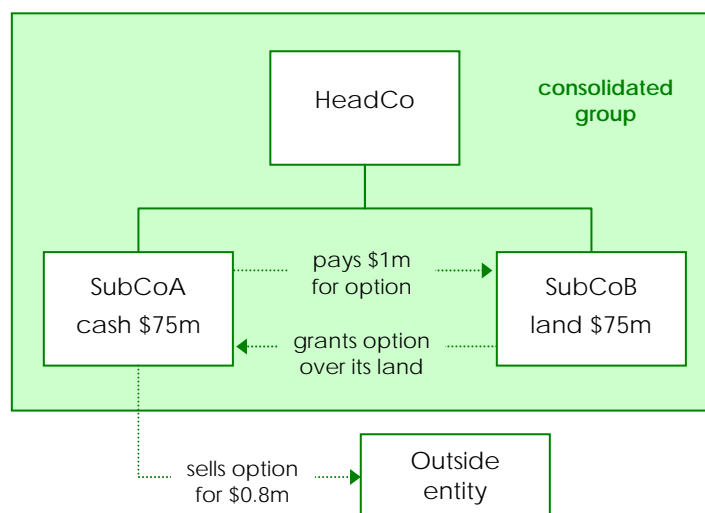 HeadCo
consolidated
group
SubCoA
cash $75m
pays $1m
for option
SubCoB
land $75m
grants option
over its land
sells option
for $0.8m
Outside
entity